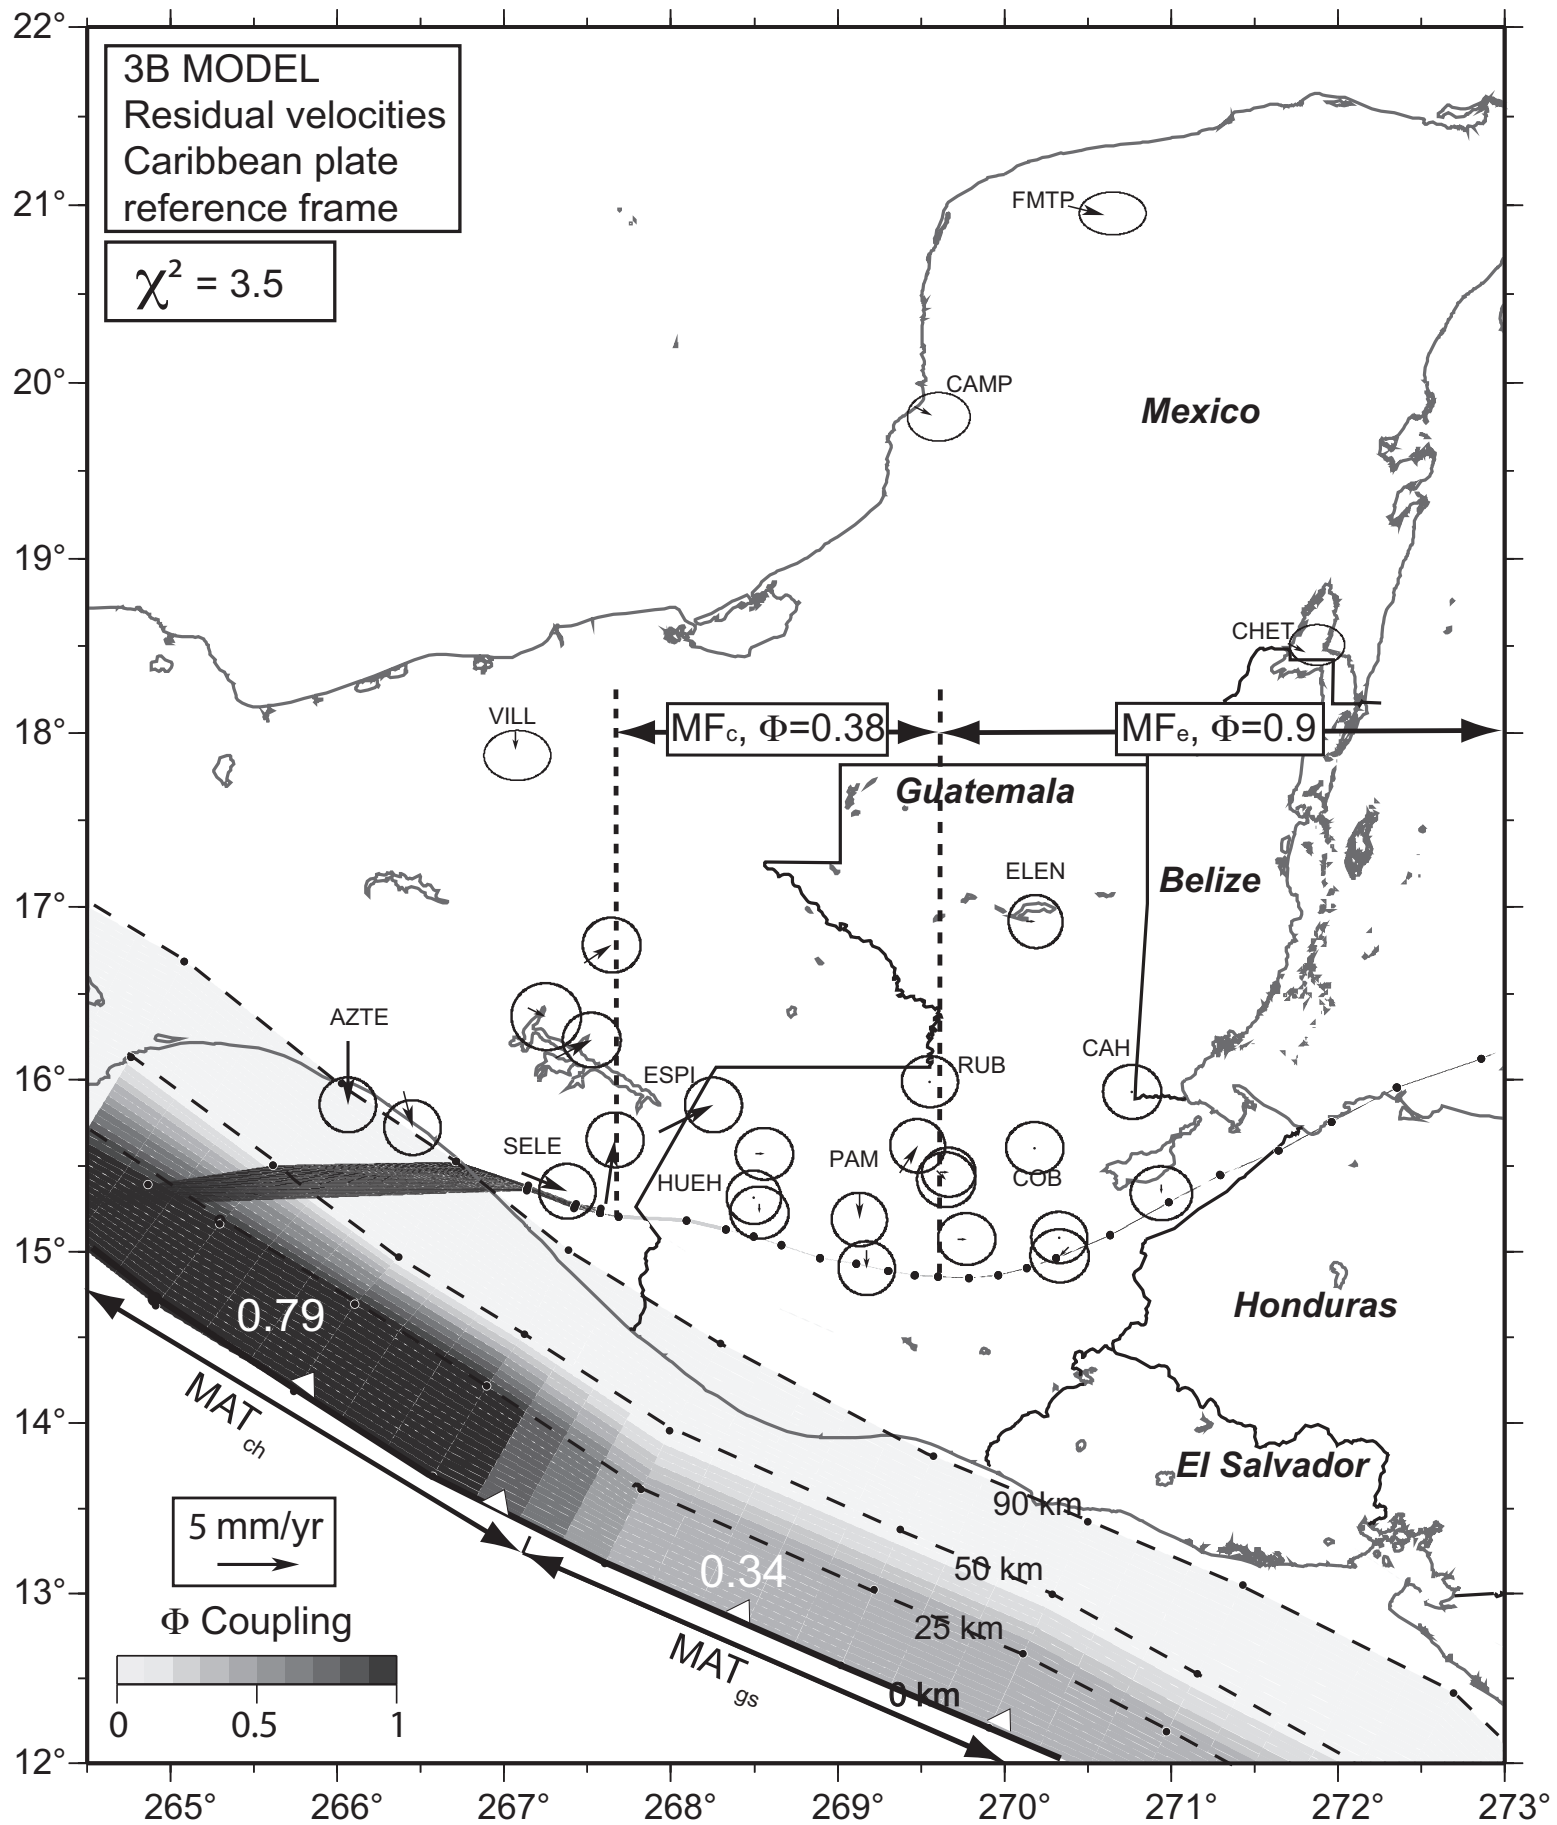 22°
21°
20°
19°
18°
17°
16°
15°
14°
13°
12°
3B MODEL
Residual velocities
Caribbean plate
reference frame
χ² = 3.5
FMTP
CAMP
Mexico
CHET
VILL
MFc, Φ=0.38
MFe, Φ=0.9
Guatemala
ELEN
Belize
AZTE
ESPI
RUB
CAH
SELE
HUEH
PAM
COB
0.79
Honduras
MATch
El Salvador
90 km
5 mm/yr
50 km
0.34
25 km
Φ Coupling
MATgs
0 km
0 0.5 1
265° 266° 267° 268° 269° 270° 271° 272° 273°